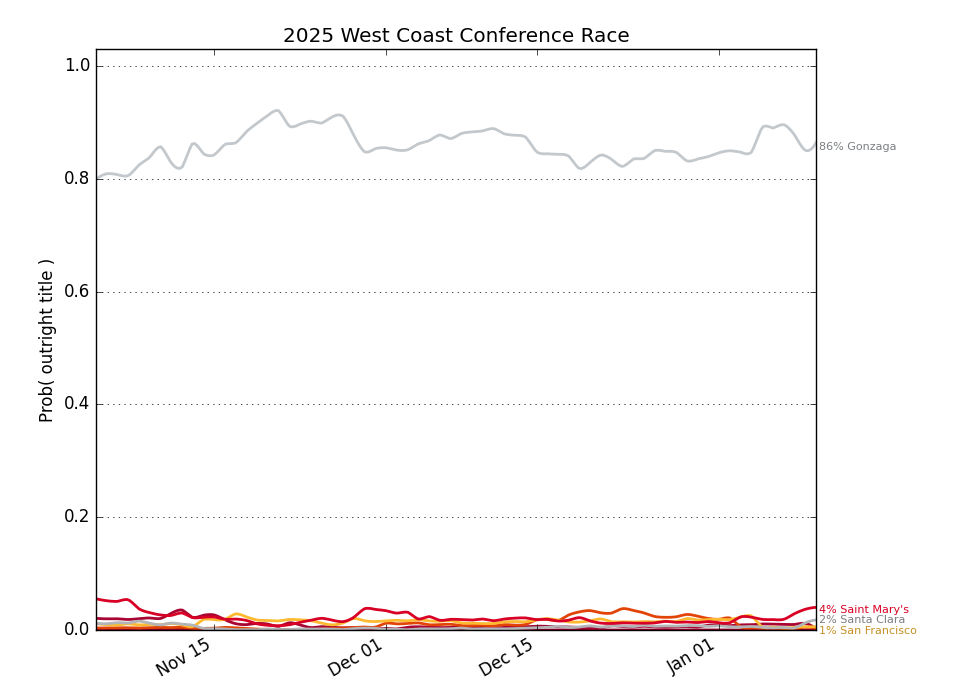 2025 West Coast Conference Race
Prob( outright title )
1.0
0.8
0.6
0.4
0.2
0.0
Nov 15
Dec 01
Dec 15
Jan 01
86% Gonzaga
4% Saint Mary's
2% Santa Clara
1% San Francisco